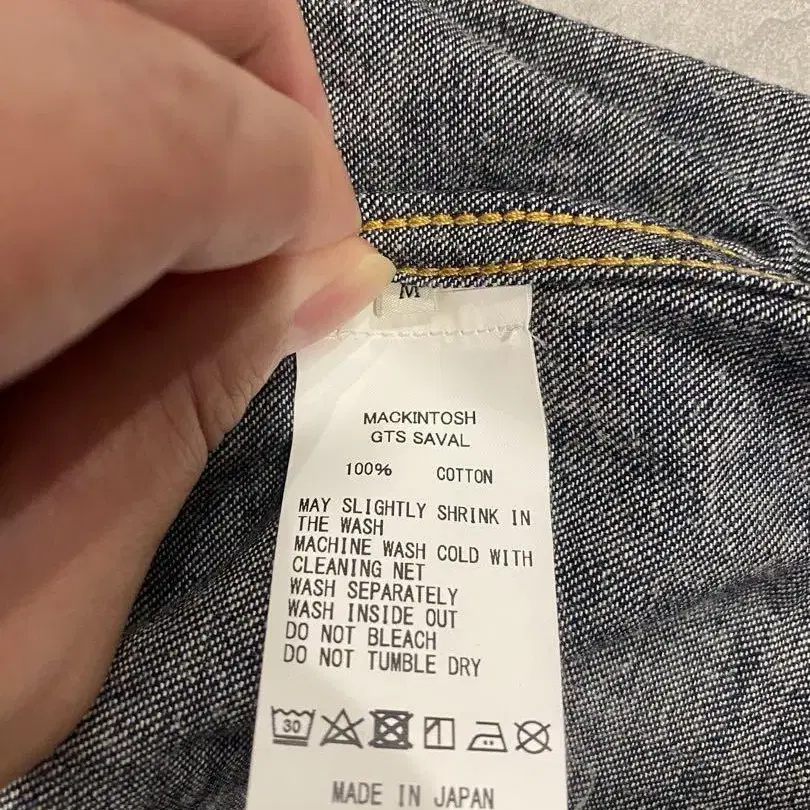 M
MACKINTOSH
GTS SAVAL
100% COTTON
MAY SLIGHTLY SHRINK IN
THE WASH
MACHINE WASH COLD WITH
CLEANING NET
WASH SEPARATELY
WASH INSIDE OUT
DO NOT BLEACH
DO NOT TUMBLE DRY
30
MADE IN JAPAN